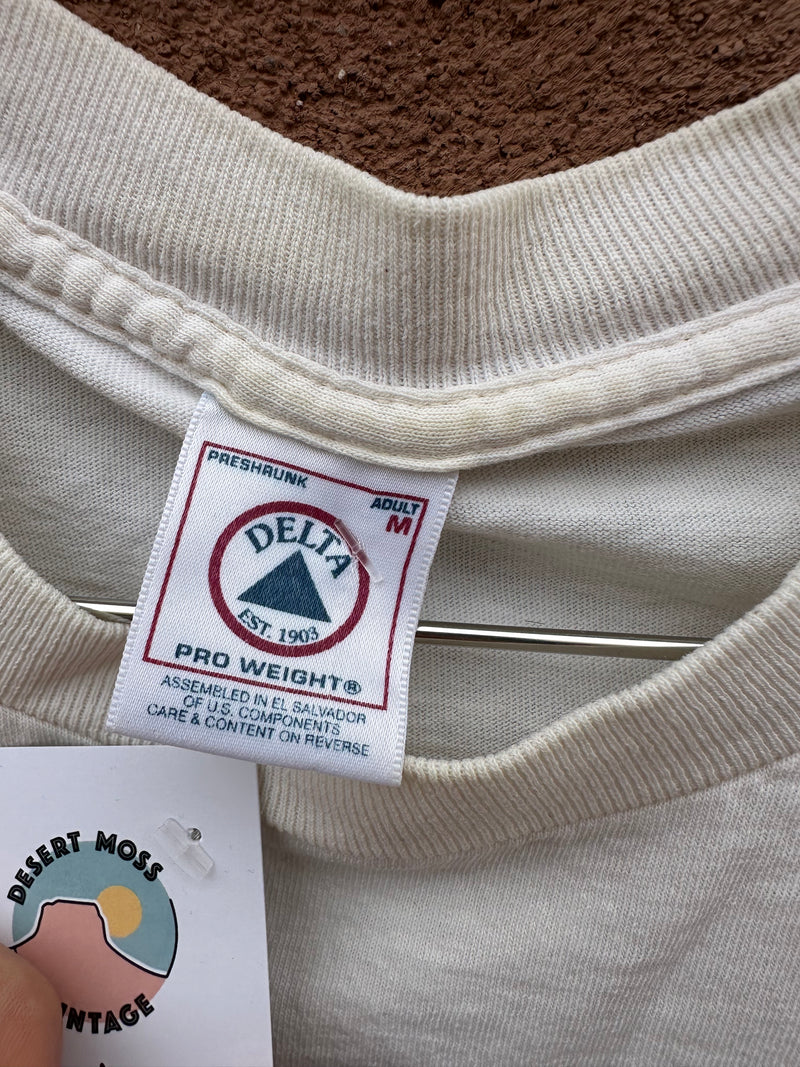 PRESHRUNK
ADULT
M
DELTA
EST. 1903
PRO WEIGHT®
ASSEMBLED IN EL SALVADOR
OF U.S. COMPONENTS
CARE & CONTENT ON REVERSE
DESERT MOSS
INTAGE